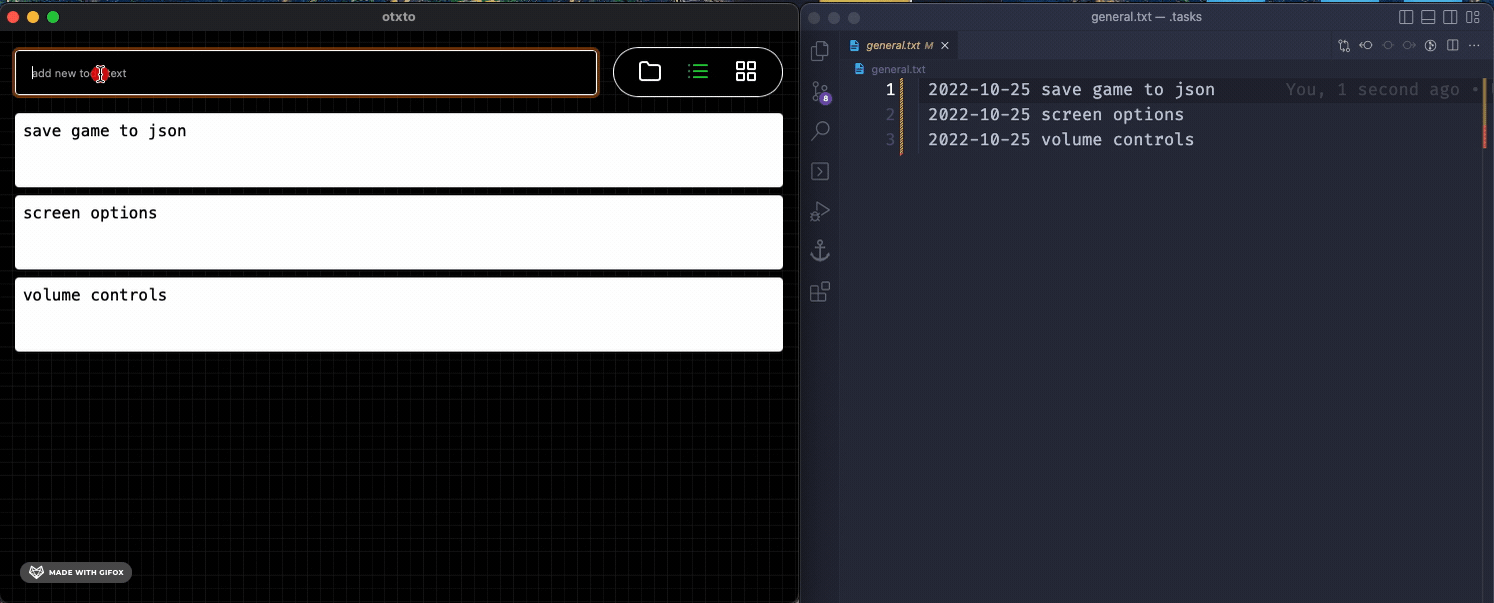 otxto
add new to text
save game to json
screen options
volume controls
MADE WITH GIFOX
general.txt — .tasks
general.txt M
general.txt
8
1 2022-10-25 save game to json You, 1 second ago •
2 2022-10-25 screen options
3 2022-10-25 volume controls